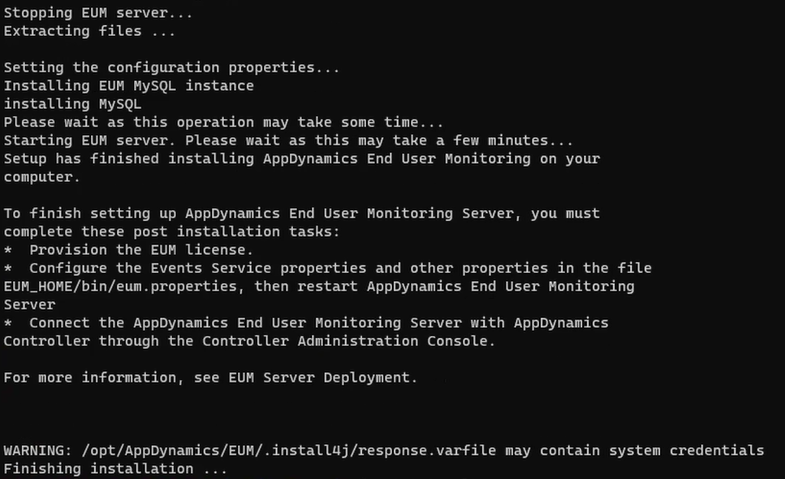 Stopping EUM server...
Extracting files ...
Setting the configuration properties...
Installing EUM MySQL instance
installing MySQL
Please wait as this operation may take some time...
Starting EUM server. Please wait as this may take a few minutes...
Setup has finished installing AppDynamics End User Monitoring on your
computer.
To finish setting up AppDynamics End User Monitoring Server, you must
complete these post installation tasks:
*  Provision the EUM license.
*  Configure the Events Service properties and other properties in the file
EUM_HOME/bin/eum.properties, then restart AppDynamics End User Monitoring
Server
*  Connect the AppDynamics End User Monitoring Server with AppDynamics
Controller through the Controller Administration Console.
For more information, see EUM Server Deployment.
WARNING: /opt/AppDynamics/EUM/.install4j/response.varfile may contain system credentials
Finishing installation ...